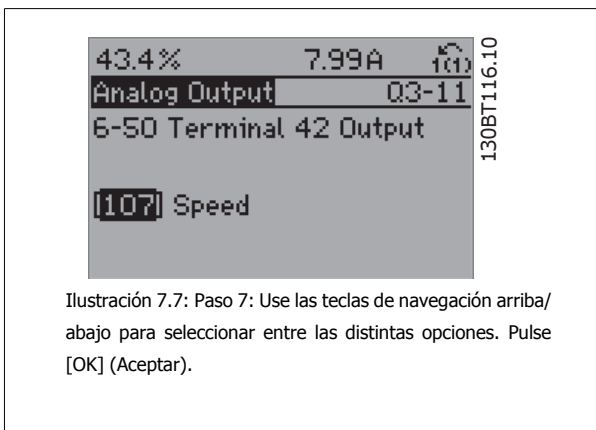 43.4% 7.99A 1(1)
Analog Output Q3-11
6-50 Terminal 42 Output
[107] Speed
130BT116.10
Ilustración 7.7: Paso 7: Use las teclas de navegación arriba/
abajo para seleccionar entre las distintas opciones. Pulse
[OK] (Aceptar).